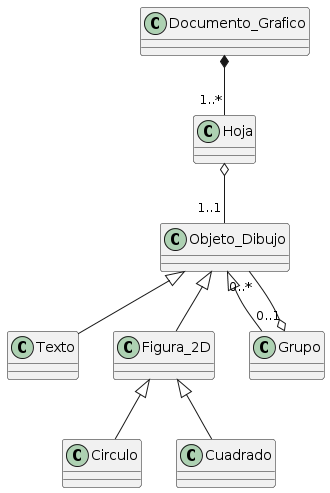 C Documento_Grafico
1..*
C Hoja
1..1
C Objeto_Dibujo
0..*
0..1
C Texto
C Figura_2D
C Grupo
C Circulo
C Cuadrado